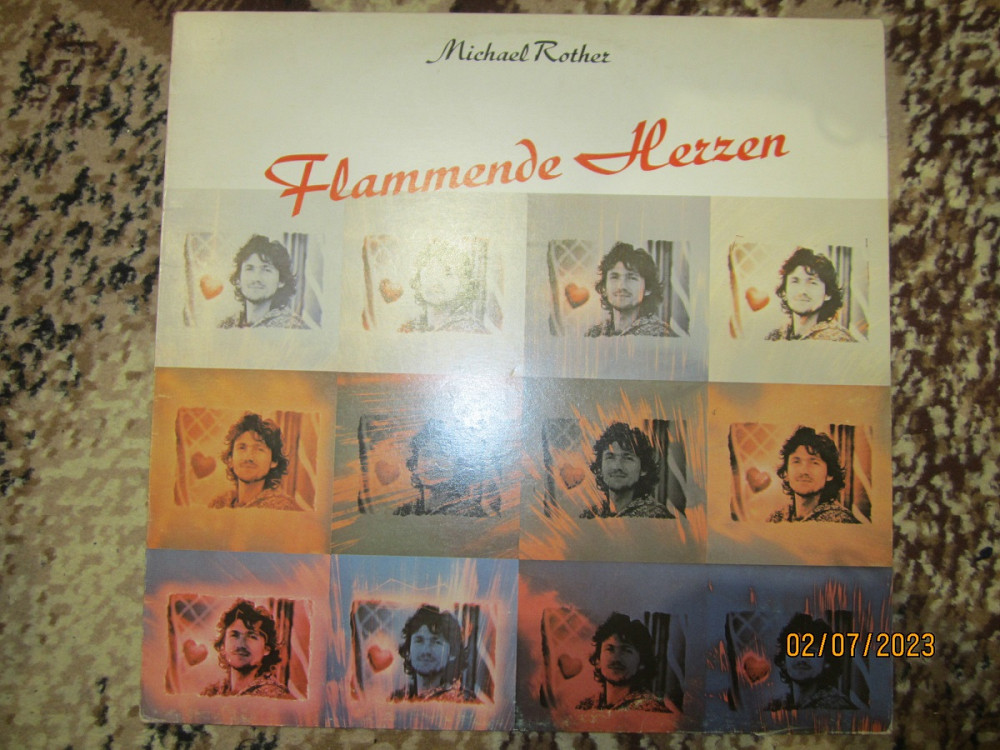 Michael Rother
Flammende Herzen
02/07/2023